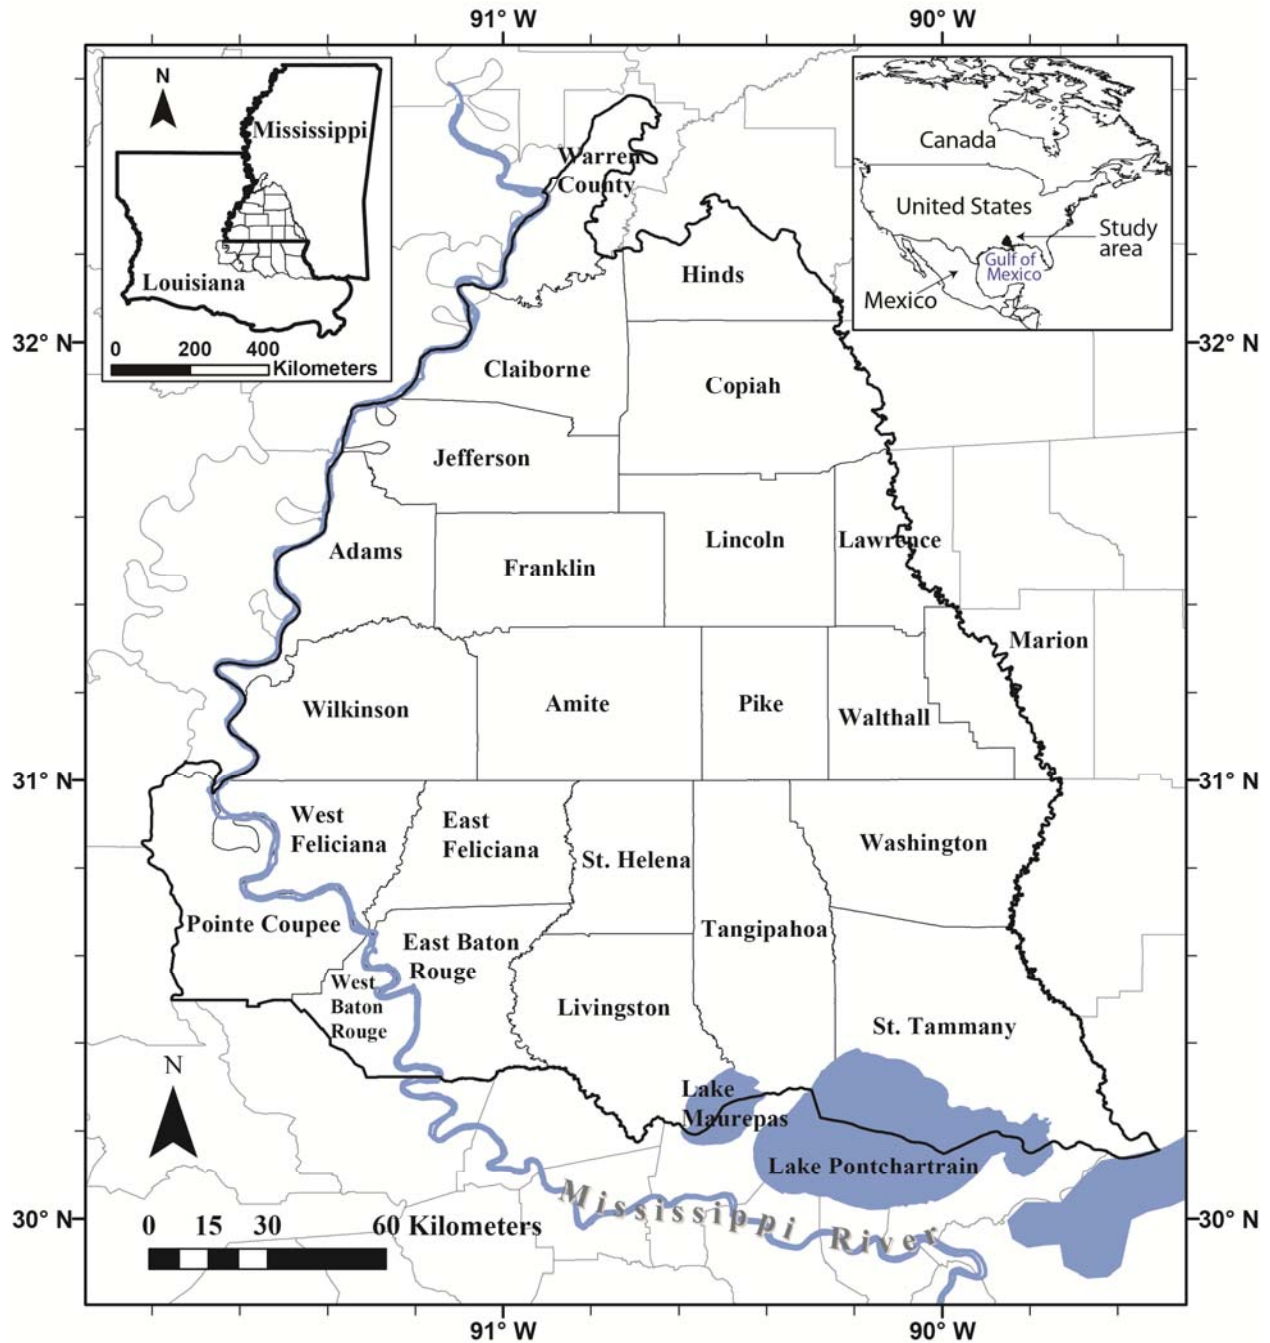 91° W
90° W
N
Mississippi
Louisiana
0 200 400
Kilometers
Canada
United States
Study
area
Gulf of
Mexico
Mexico
32° N
32° N
Warren
County
Hinds
Claiborne
Copiah
Jefferson
Adams
Franklin
Lincoln
Lawrence
Marion
Wilkinson
Amite
Pike
Walthall
31° N
31° N
West
Feliciana
East
Feliciana
St. Helena
Washington
Pointe Coupee
East Baton
Rouge
Tangipahoa
West
Baton
Rouge
Livingston
St. Tammany
N
Lake
Maurepas
Lake Pontchartrain
Mississippi River
30° N
30° N
0 15 30 60 Kilometers
91° W
90° W